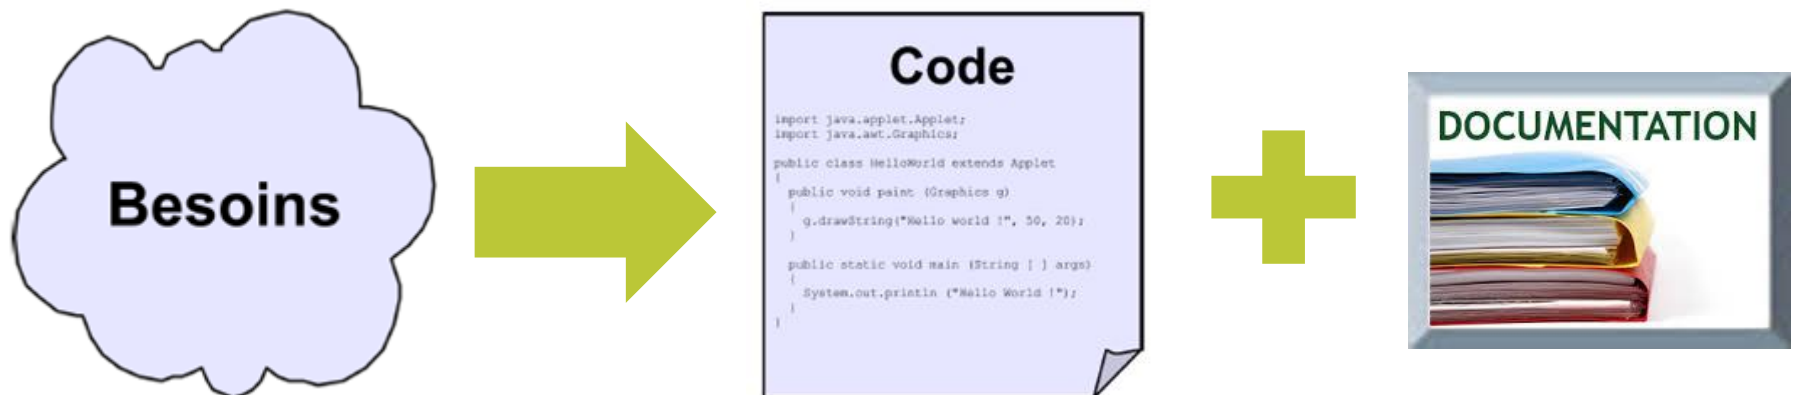 Besoins
Code
import java.applet.Applet;
import java.awt.Graphics;
public class HelloWorld extends Applet
{
public void paint (Graphics g)
{
g.drawString("Hello world !", 50, 20);
}
public static void main (String [ ] args)
{
System.out.println ("Hello World !");
}
}
DOCUMENTATION